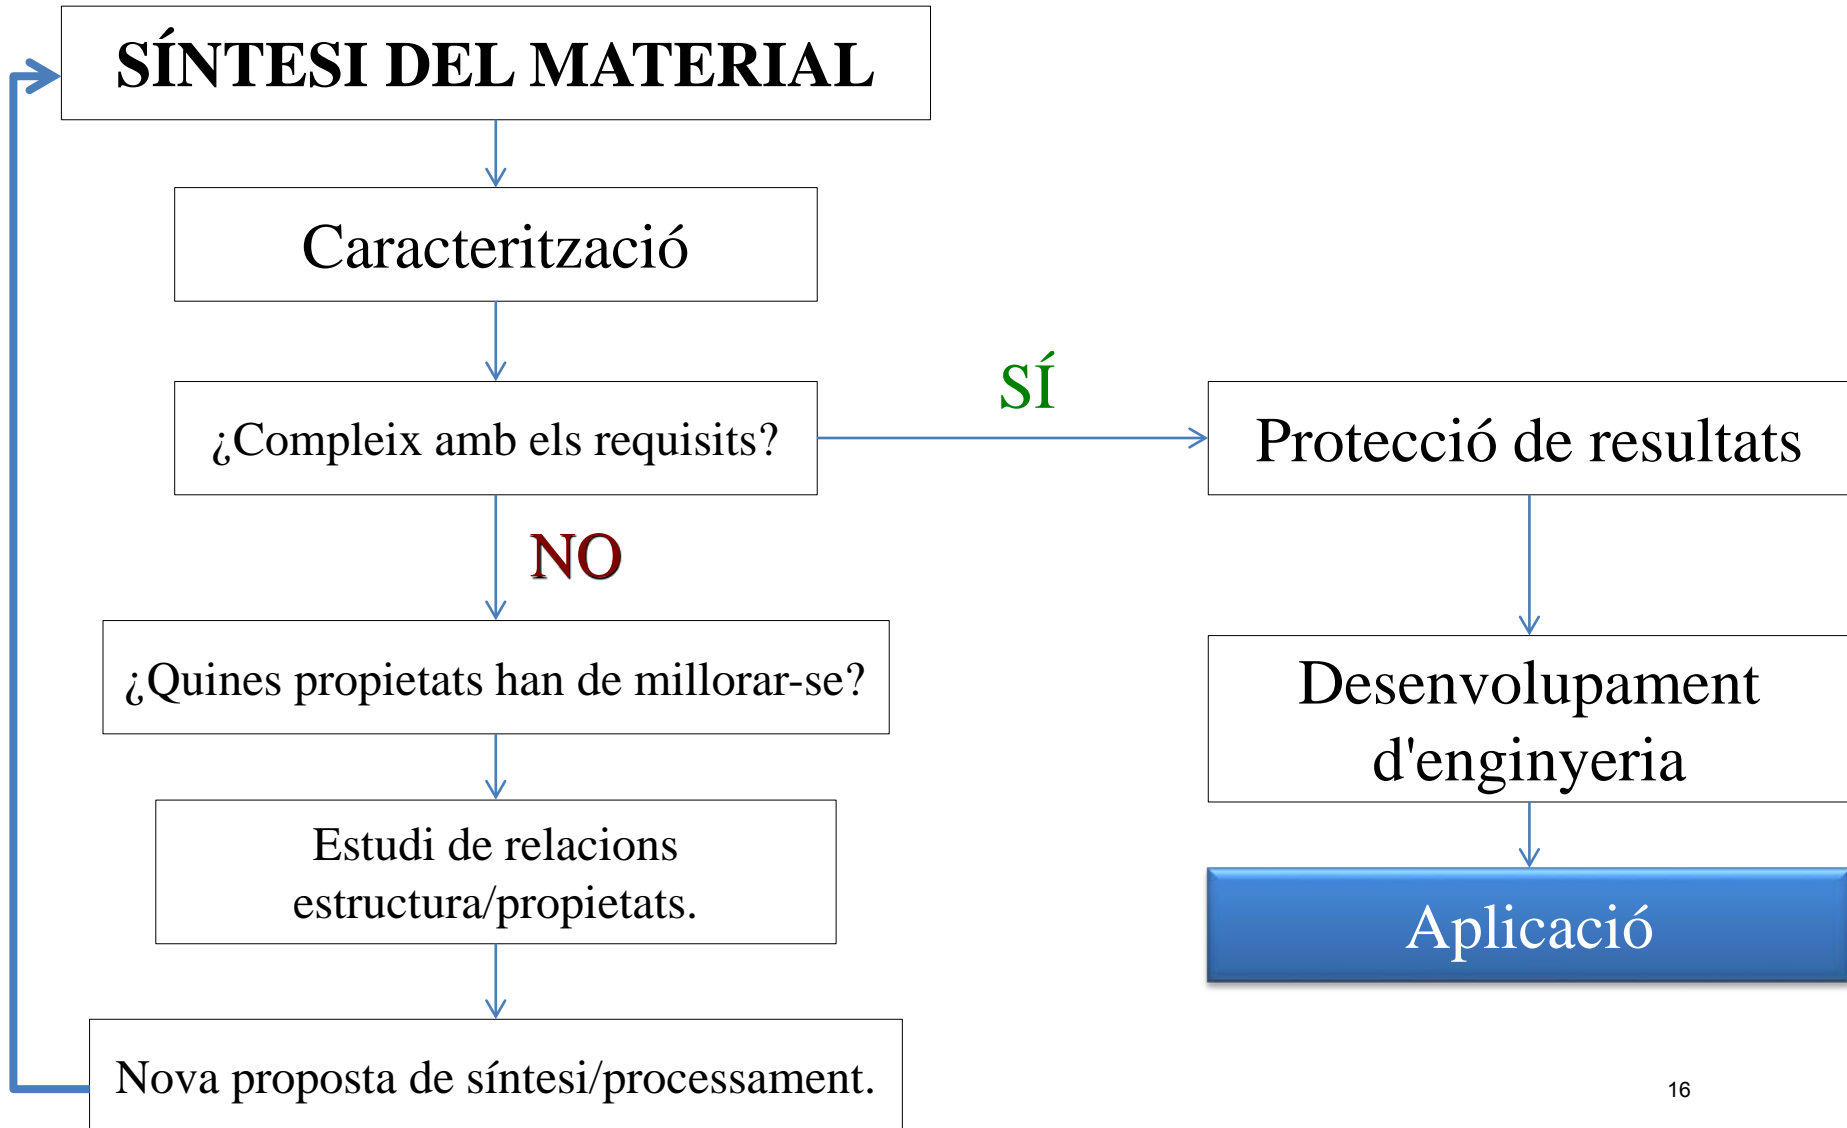 SÍNTESI DEL MATERIAL
Caracterització
¿Compleix amb els requisits?
SÍ
Protecció de resultats
NO
¿Quines propietats han de millorar-se?
Desenvolupament
d'enginyeria
Estudi de relacions
estructura/propietats.
Aplicació
Nova proposta de síntesi/processament.
16